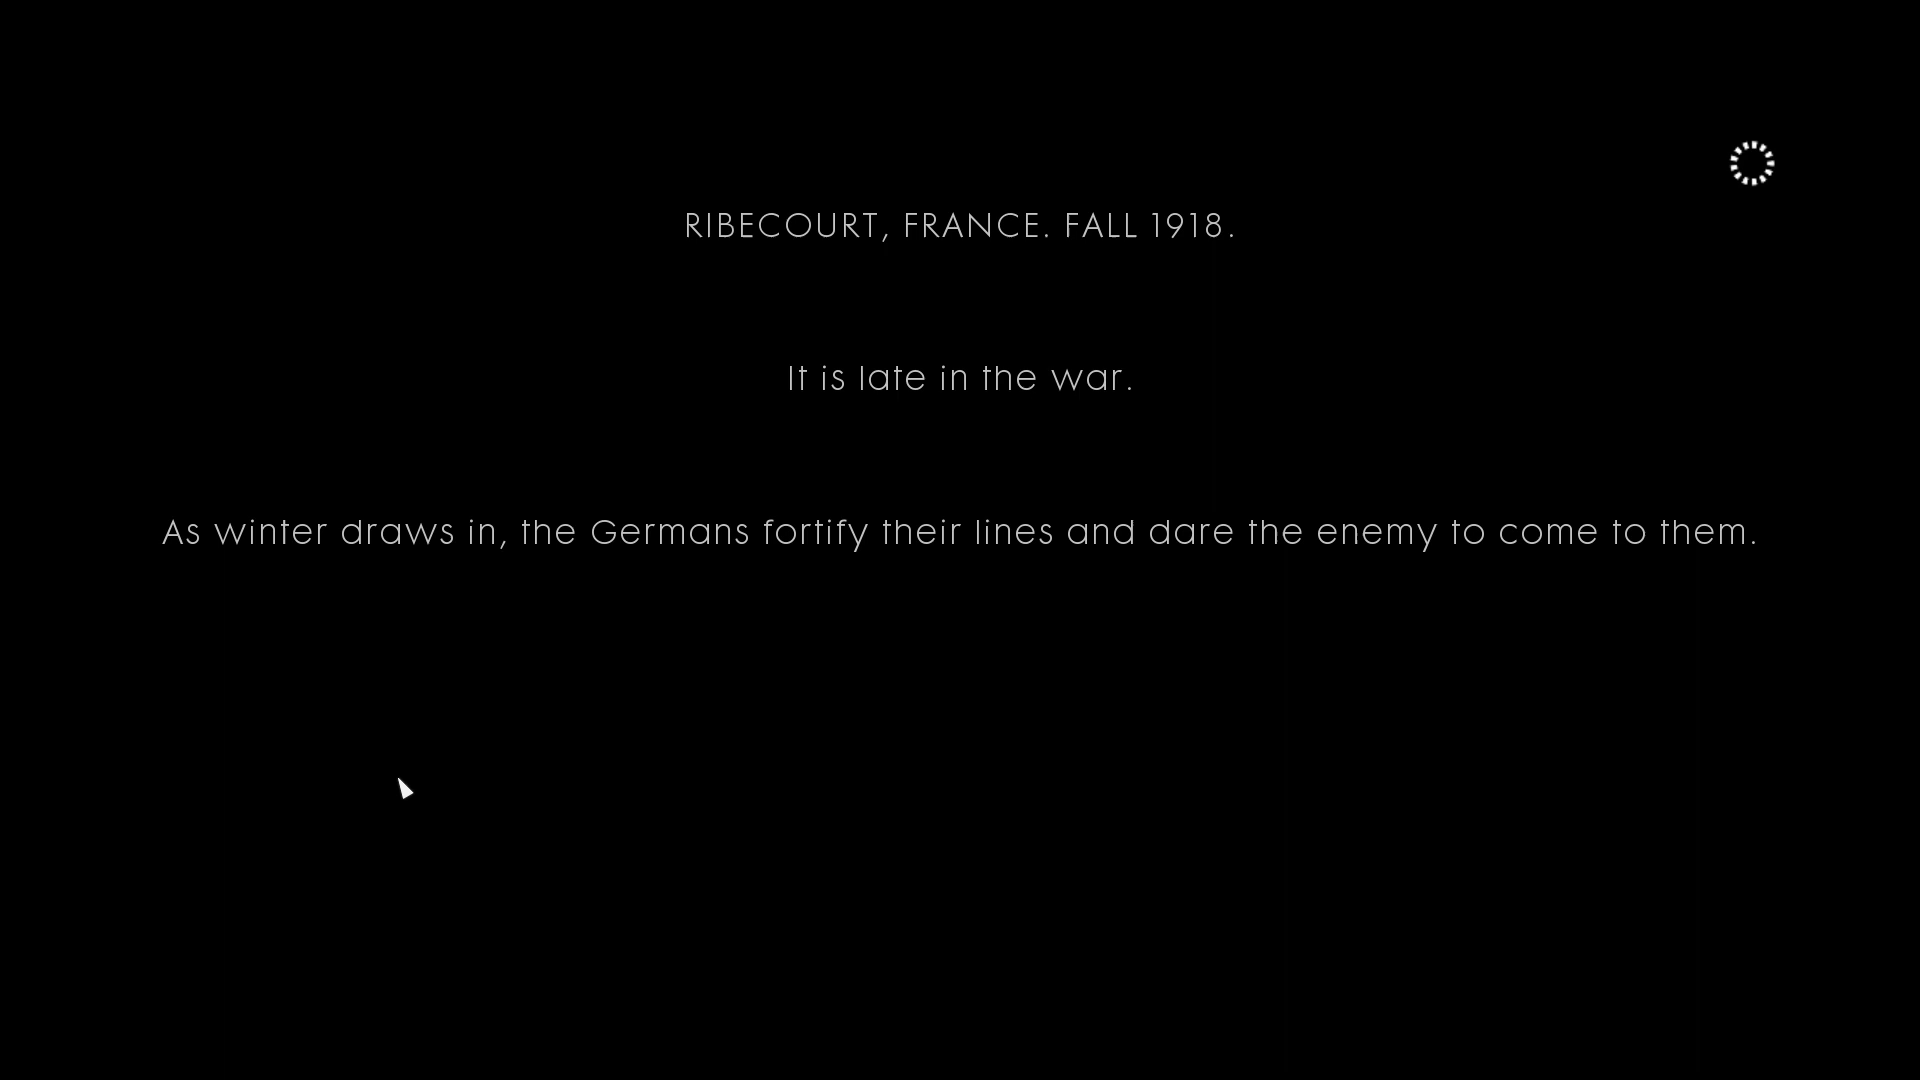 RIBECOURT, FRANCE. FALL 1918.
It is late in the war.
As winter draws in, the Germans fortify their lines and dare the enemy to come to them.